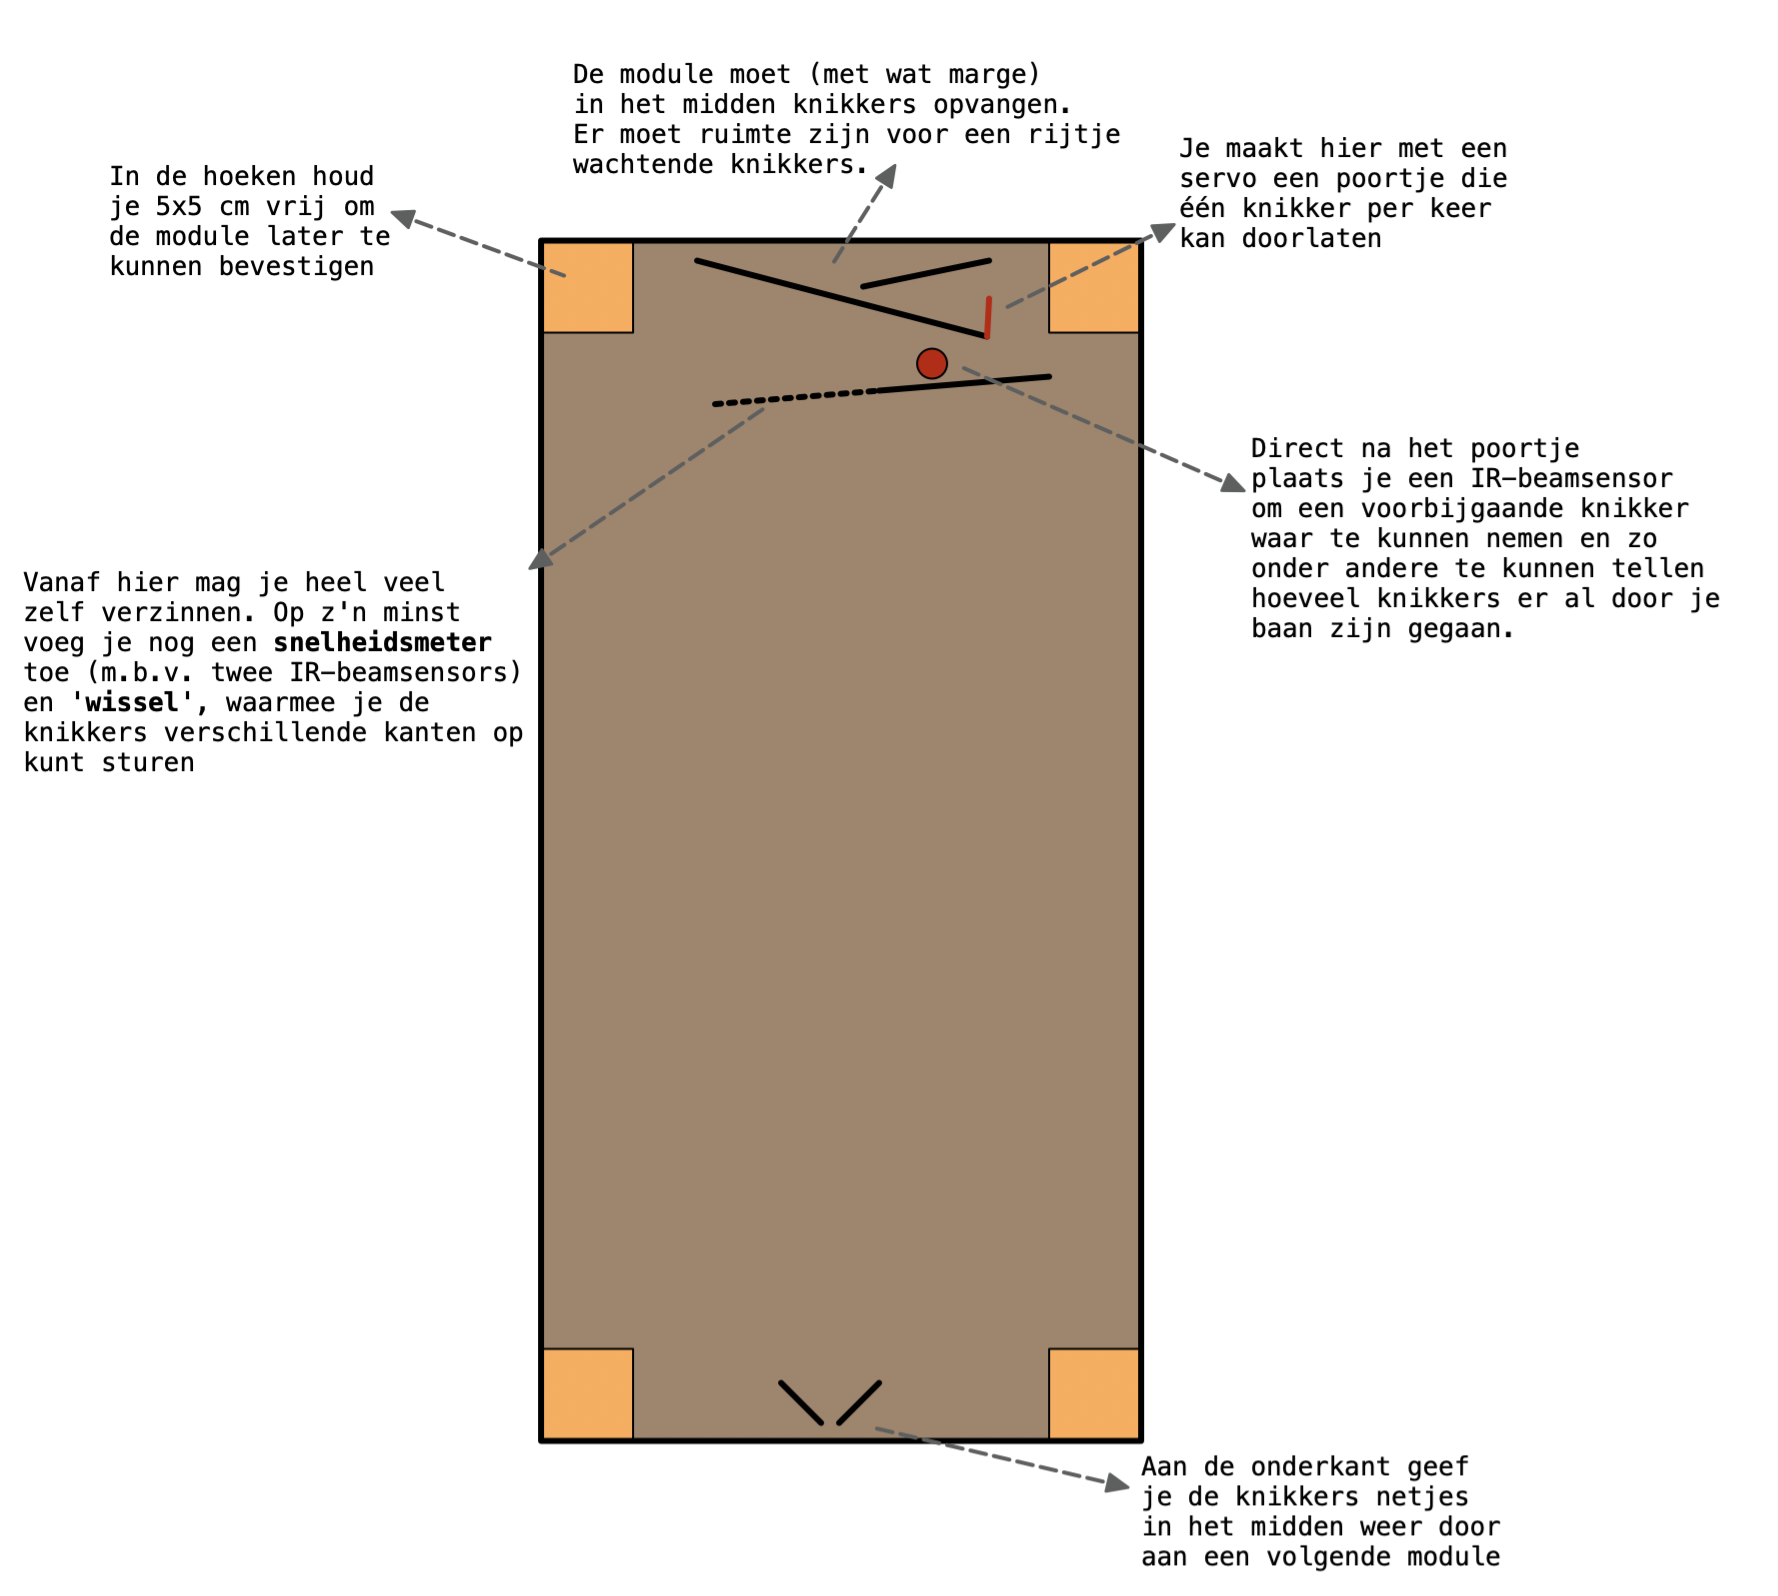 De module moet (met wat marge)
in het midden knikkers opvangen.
Er moet ruimte zijn voor een rijtje
wachtende knikkers.
Je maakt hier met een
servo een poortje die
één knikker per keer
kan doorlaten
In de hoeken houd
je 5x5 cm vrij om
de module later te
kunnen bevestigen
Direct na het poortje
plaats je een IR-beamsensor
om een voorbijgaande knikker
waar te kunnen nemen en zo
onder andere te kunnen tellen
hoeveel knikkers er al door je
baan zijn gegaan.
Vanaf hier mag je heel veel
zelf verzinnen. Op z'n minst
voeg je nog een snelheidsmeter
toe (m.b.v. twee IR-beamsensors)
en 'wissel', waarmee je de
knikkers verschillende kanten op
kunt sturen
Aan de onderkant geef
je de knikkers netjes
in het midden weer door
aan een volgende module